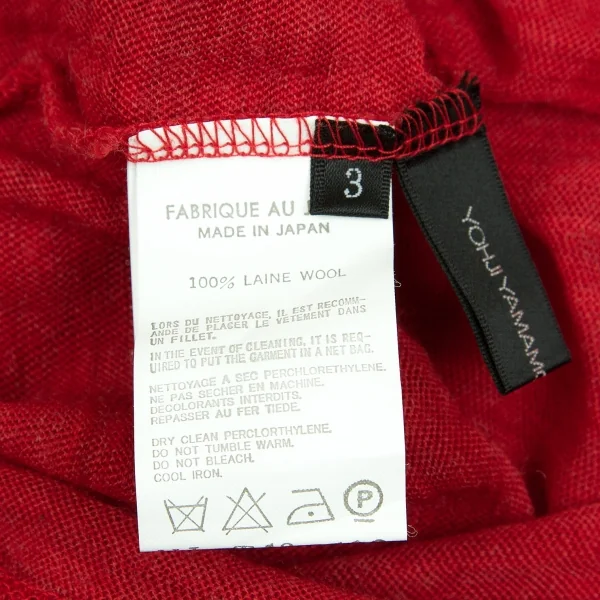 3
FABRIQUE AU
MADE IN JAPAN
100% LAINE WOOL
LORS DU NETTOYAGE, IL EST RECOMM-
ANDE DE PLACER LE VETEMENT DANS
UN FILLET.
IN THE EVENT OF CLEANING, IT IS REQ-
UIRED TO PUT THE GARMENT IN A NET BAG.
NETTOYAGE A SEC PERCHLORETHYLENE.
NE PAS SECHER EN MACHINE.
DECOLORANTS INTERDITS.
REPASSER AU FER TIEDE.
DRY CLEAN PERCLORTHYLENE.
DO NOT TUMBLE WARM.
DO NOT BLEACH.
COOL IRON.
P
YOHJI YAMAMO